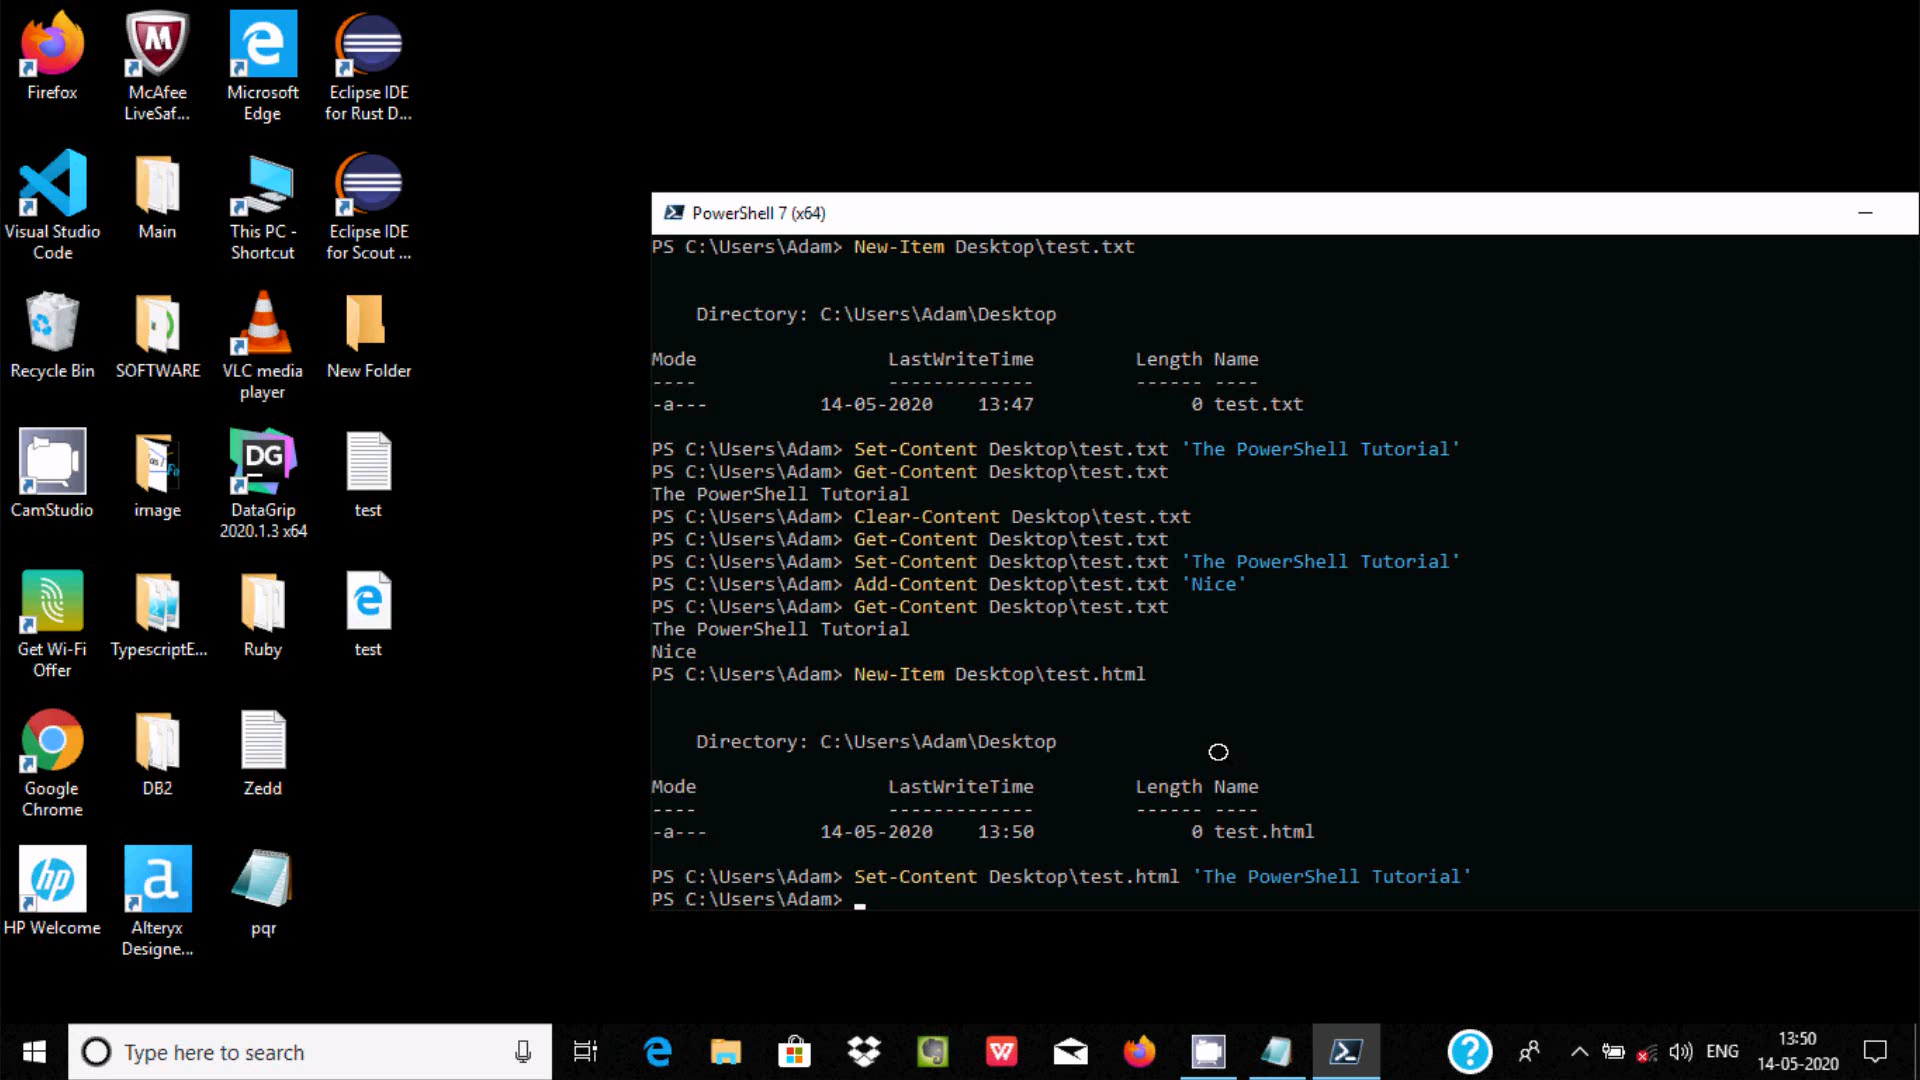 Firefox
McAfee
LiveSaf...
Microsoft
Edge
Eclipse IDE
for Rust D...
Visual Studio
Code
Main
This PC -
Shortcut
Eclipse IDE
for Scout ...
Recycle Bin
SOFTWARE
VLC media
player
New Folder
CamStudio
image
DG
DataGrip
2020.1.3 x64
test
Get Wi-Fi
Offer
TypescriptE...
Ruby
test
Google
Chrome
DB2
Zedd
hp
HP Welcome
a
Alteryx
Designe...
pqr
PowerShell 7 (x64)
PS C:\Users\Adam> New-Item Desktop\test.txt
Directory: C:\Users\Adam\Desktop
Mode LastWriteTime Length Name
---- ------------- ------ ----
-a--- 14-05-2020 13:47 0 test.txt
PS C:\Users\Adam> Set-Content Desktop\test.txt 'The PowerShell Tutorial'
PS C:\Users\Adam> Get-Content Desktop\test.txt
The PowerShell Tutorial
PS C:\Users\Adam> Clear-Content Desktop\test.txt
PS C:\Users\Adam> Get-Content Desktop\test.txt
PS C:\Users\Adam> Set-Content Desktop\test.txt 'The PowerShell Tutorial'
PS C:\Users\Adam> Add-Content Desktop\test.txt 'Nice'
PS C:\Users\Adam> Get-Content Desktop\test.txt
The PowerShell Tutorial
Nice
PS C:\Users\Adam> New-Item Desktop\test.html
Directory: C:\Users\Adam\Desktop
Mode LastWriteTime Length Name
---- ------------- ------ ----
-a--- 14-05-2020 13:50 0 test.html
PS C:\Users\Adam> Set-Content Desktop\test.html 'The PowerShell Tutorial'
PS C:\Users\Adam>
Type here to search
ENG
13:50
14-05-2020